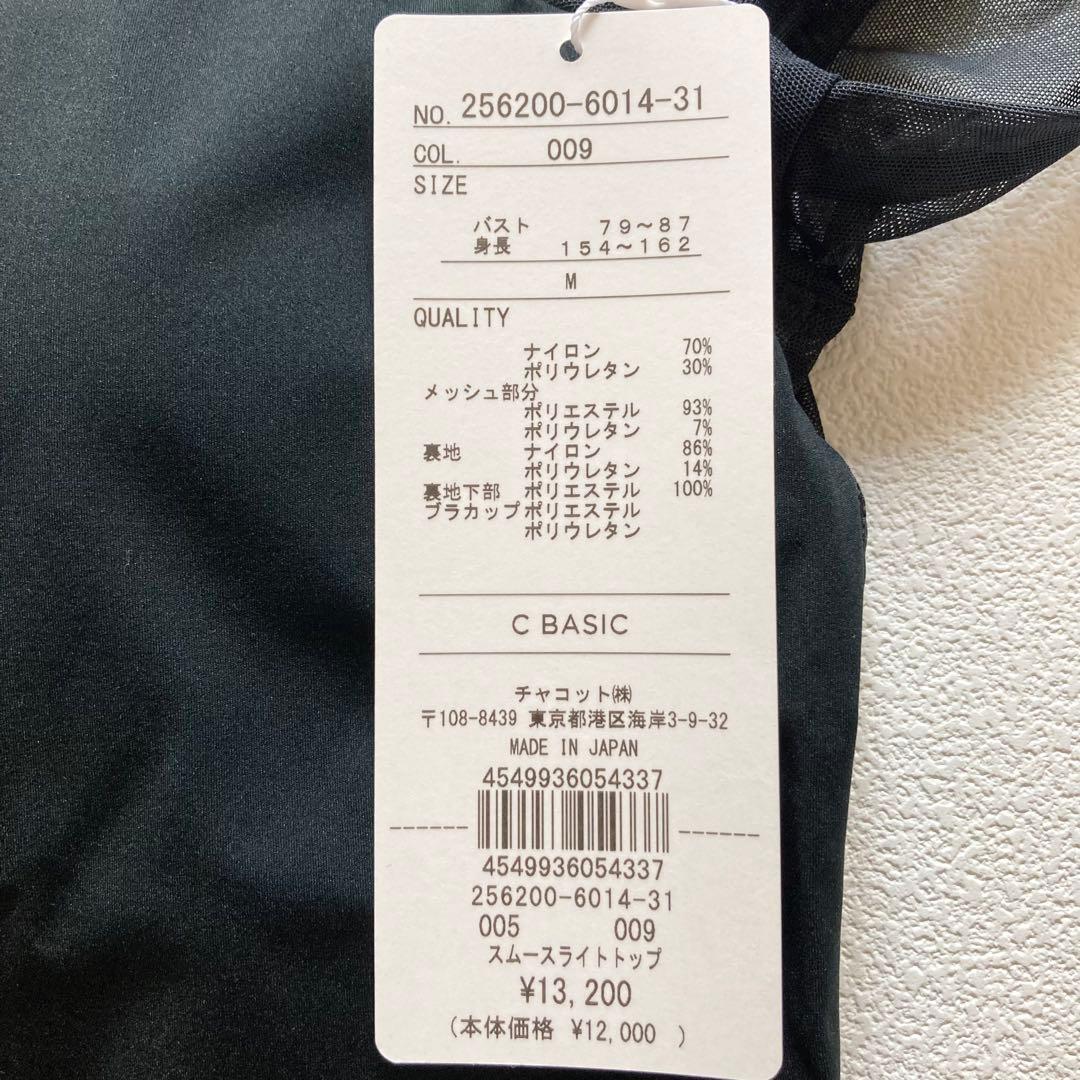 NO. 256200-6014-31
COL. 009
SIZE
バスト 79~87
身長 154~162
M
QUALITY
ナイロン 70%
ポリウレタン 30%
メッシュ部分
ポリエステル 93%
ポリウレタン 7%
裏地 ナイロン 86%
ポリウレタン 14%
裏地下部 ポリエステル 100%
ブラカップ ポリエステル
ポリウレタン
C BASIC
チャコット㈱
〒108-8439 東京都港区海岸3-9-32
MADE IN JAPAN
4549936054337
4549936054337
256200-6014-31
005 009
スムースライトトップ
¥13,200
(本体価格 ¥12,000 )